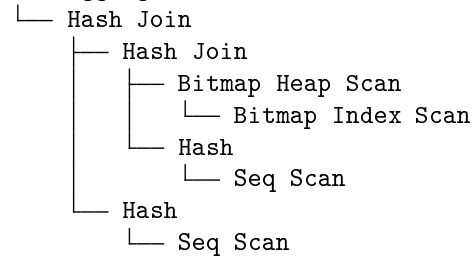 └── Hash Join
    ├── Hash Join
    │   ├── Bitmap Heap Scan
    │   │   └── Bitmap Index Scan
    │   └── Hash
    │       └── Seq Scan
    └── Hash
        └── Seq Scan